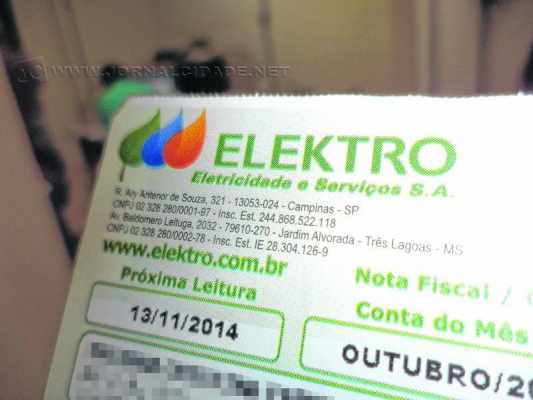 WWW.JORNALCIDADE.NET
ELEKTRO
Eletricidade e Serviços S.A.
R. Ary Antenor de Souza, 321 - 13053-024 - Campinas - SP
CNPJ 02 328 280/0001-97 - Insc. Est. 244.868.522.118
Av. Baldomero Leituga, 2032 - 79610-270 - Jardim Alvorada - Três Lagoas - MS
CNPJ 02 328 280/0002-78 - Insc. Est. IE 28.304.126-9
www.elektro.com.br
Nota Fiscal /
Próxima Leitura
Conta do Mês
13/11/2014
OUTUBRO/20